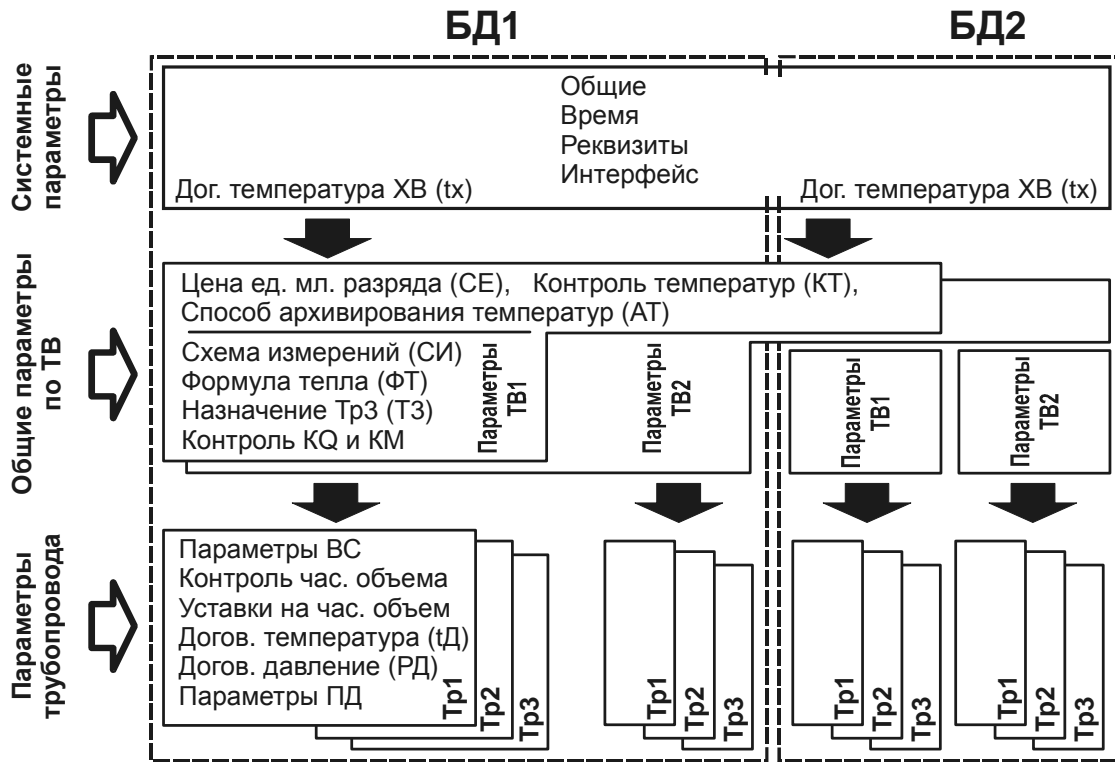 БД1
БД2
Системные
параметры
Общие
Время
Реквизиты
Интерфейс
Дог. температура ХВ (tx)
Дог. температура ХВ (tx)
Общие параметры
по ТВ
Цена ед. мл. разряда (СЕ), Контроль температур (КТ),
Способ архивирования температур (АТ)
Схема измерений (СИ)
Формула тепла (ФТ)
Назначение Тр3 (ТЗ)
Контроль KQ и КМ
Параметры
ТВ1
Параметры
ТВ2
Параметры
ТВ1
Параметры
ТВ2
Параметры
трубопровода
Параметры ВС
Контроль час. объема
Уставки на час. объем
Догов. температура (tД)
Догов. давление (РД)
Параметры ПД
Тр1
Тр2
Тр3
Тр1
Тр2
Тр3
Тр1
Тр2
Тр3
Тр1
Тр2
Тр3